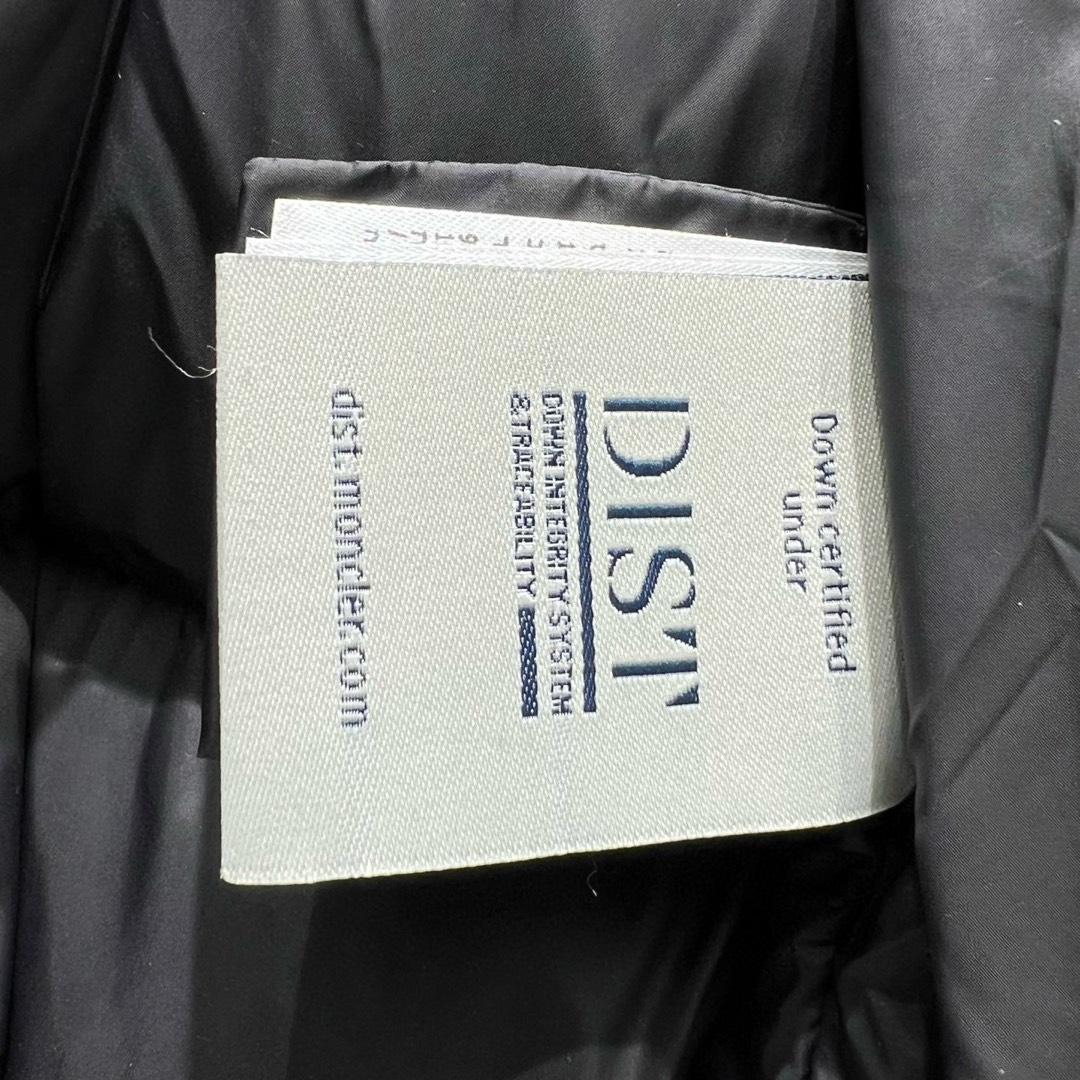 Down certified
under
DIST
DOWN INTEGRITY SYSTEM
& TRACEABILITY
dist.moncler.com